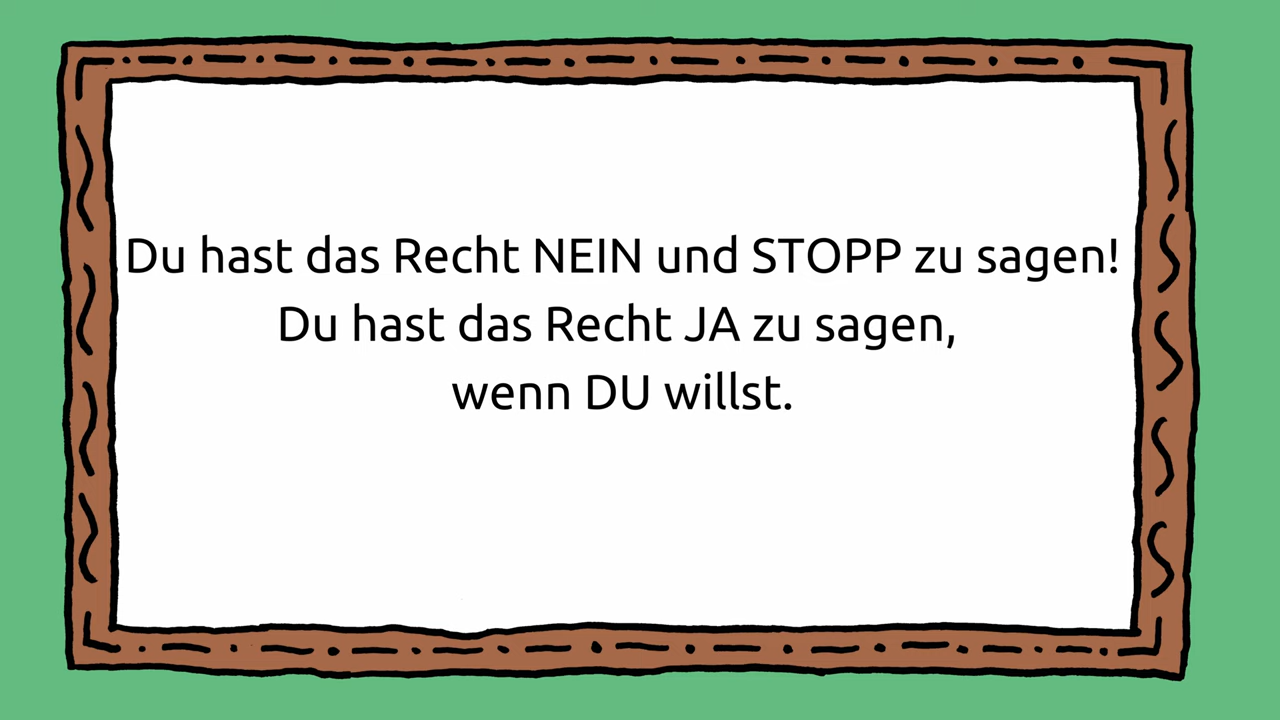 Du hast das Recht NEIN und STOPP zu sagen!
Du hast das Recht JA zu sagen,
wenn DU willst.